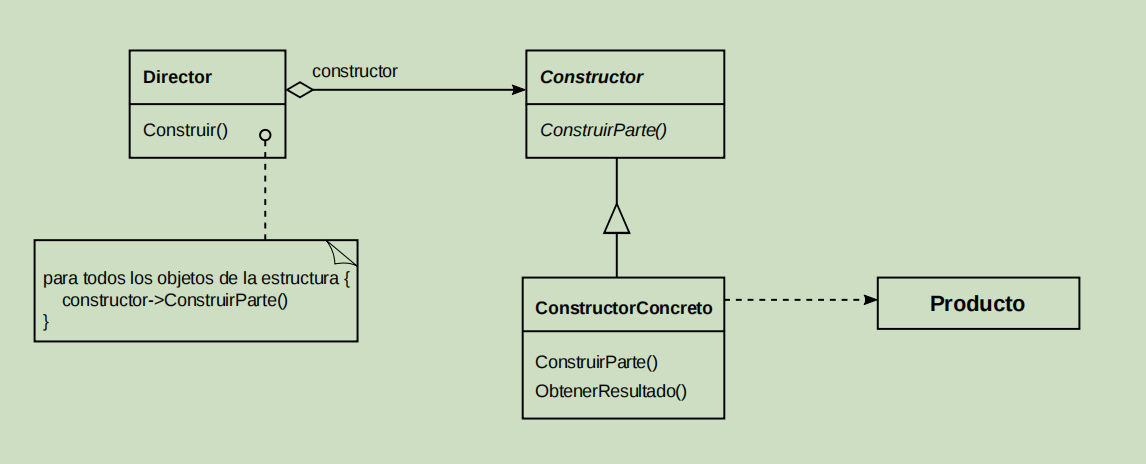 Director
constructor
Constructor
Construir()
ConstruirParte()
para todos los objetos de la estructura {
constructor->ConstruirParte()
}
ConstructorConcreto
Producto
ConstruirParte()
ObtenerResultado()